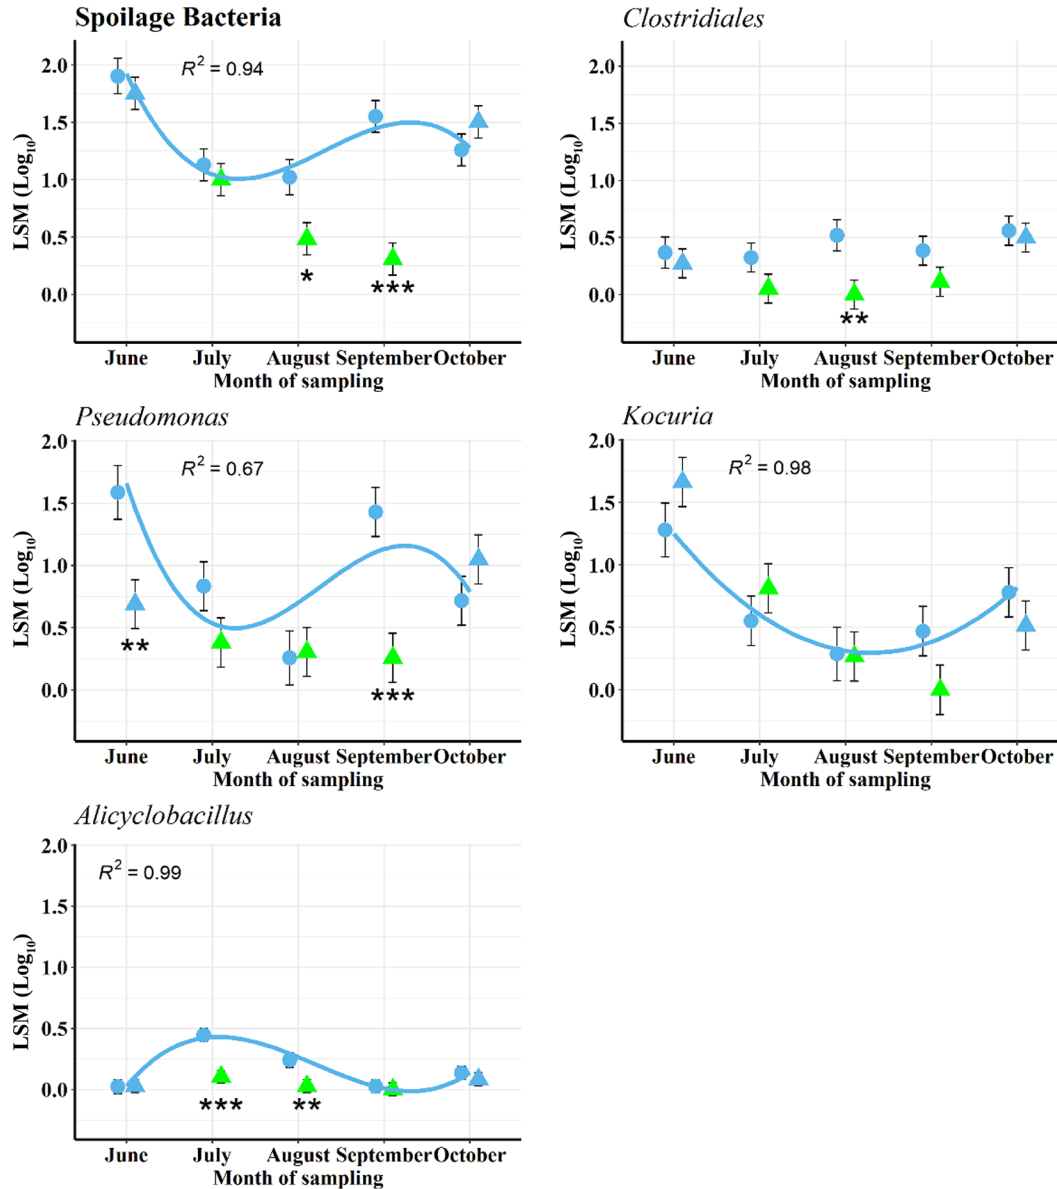 Spoilage Bacteria
LSM (Log10)
2.0
1.5
1.0
0.5
0.0
R2 = 0.94
*
***
June July August September October
Month of sampling
Clostridiales
LSM (Log10)
2.0
1.5
1.0
0.5
0.0
**
June July August September October
Month of sampling
Pseudomonas
LSM (Log10)
2.0
1.5
1.0
0.5
0.0
R2 = 0.67
**
***
June July August September October
Month of sampling
Kocuria
LSM (Log10)
2.0
1.5
1.0
0.5
0.0
R2 = 0.98
June July August September October
Month of sampling
Alicyclobacillus
LSM (Log10)
2.0
1.5
1.0
0.5
0.0
R2 = 0.99
***
**
June July August September October
Month of sampling